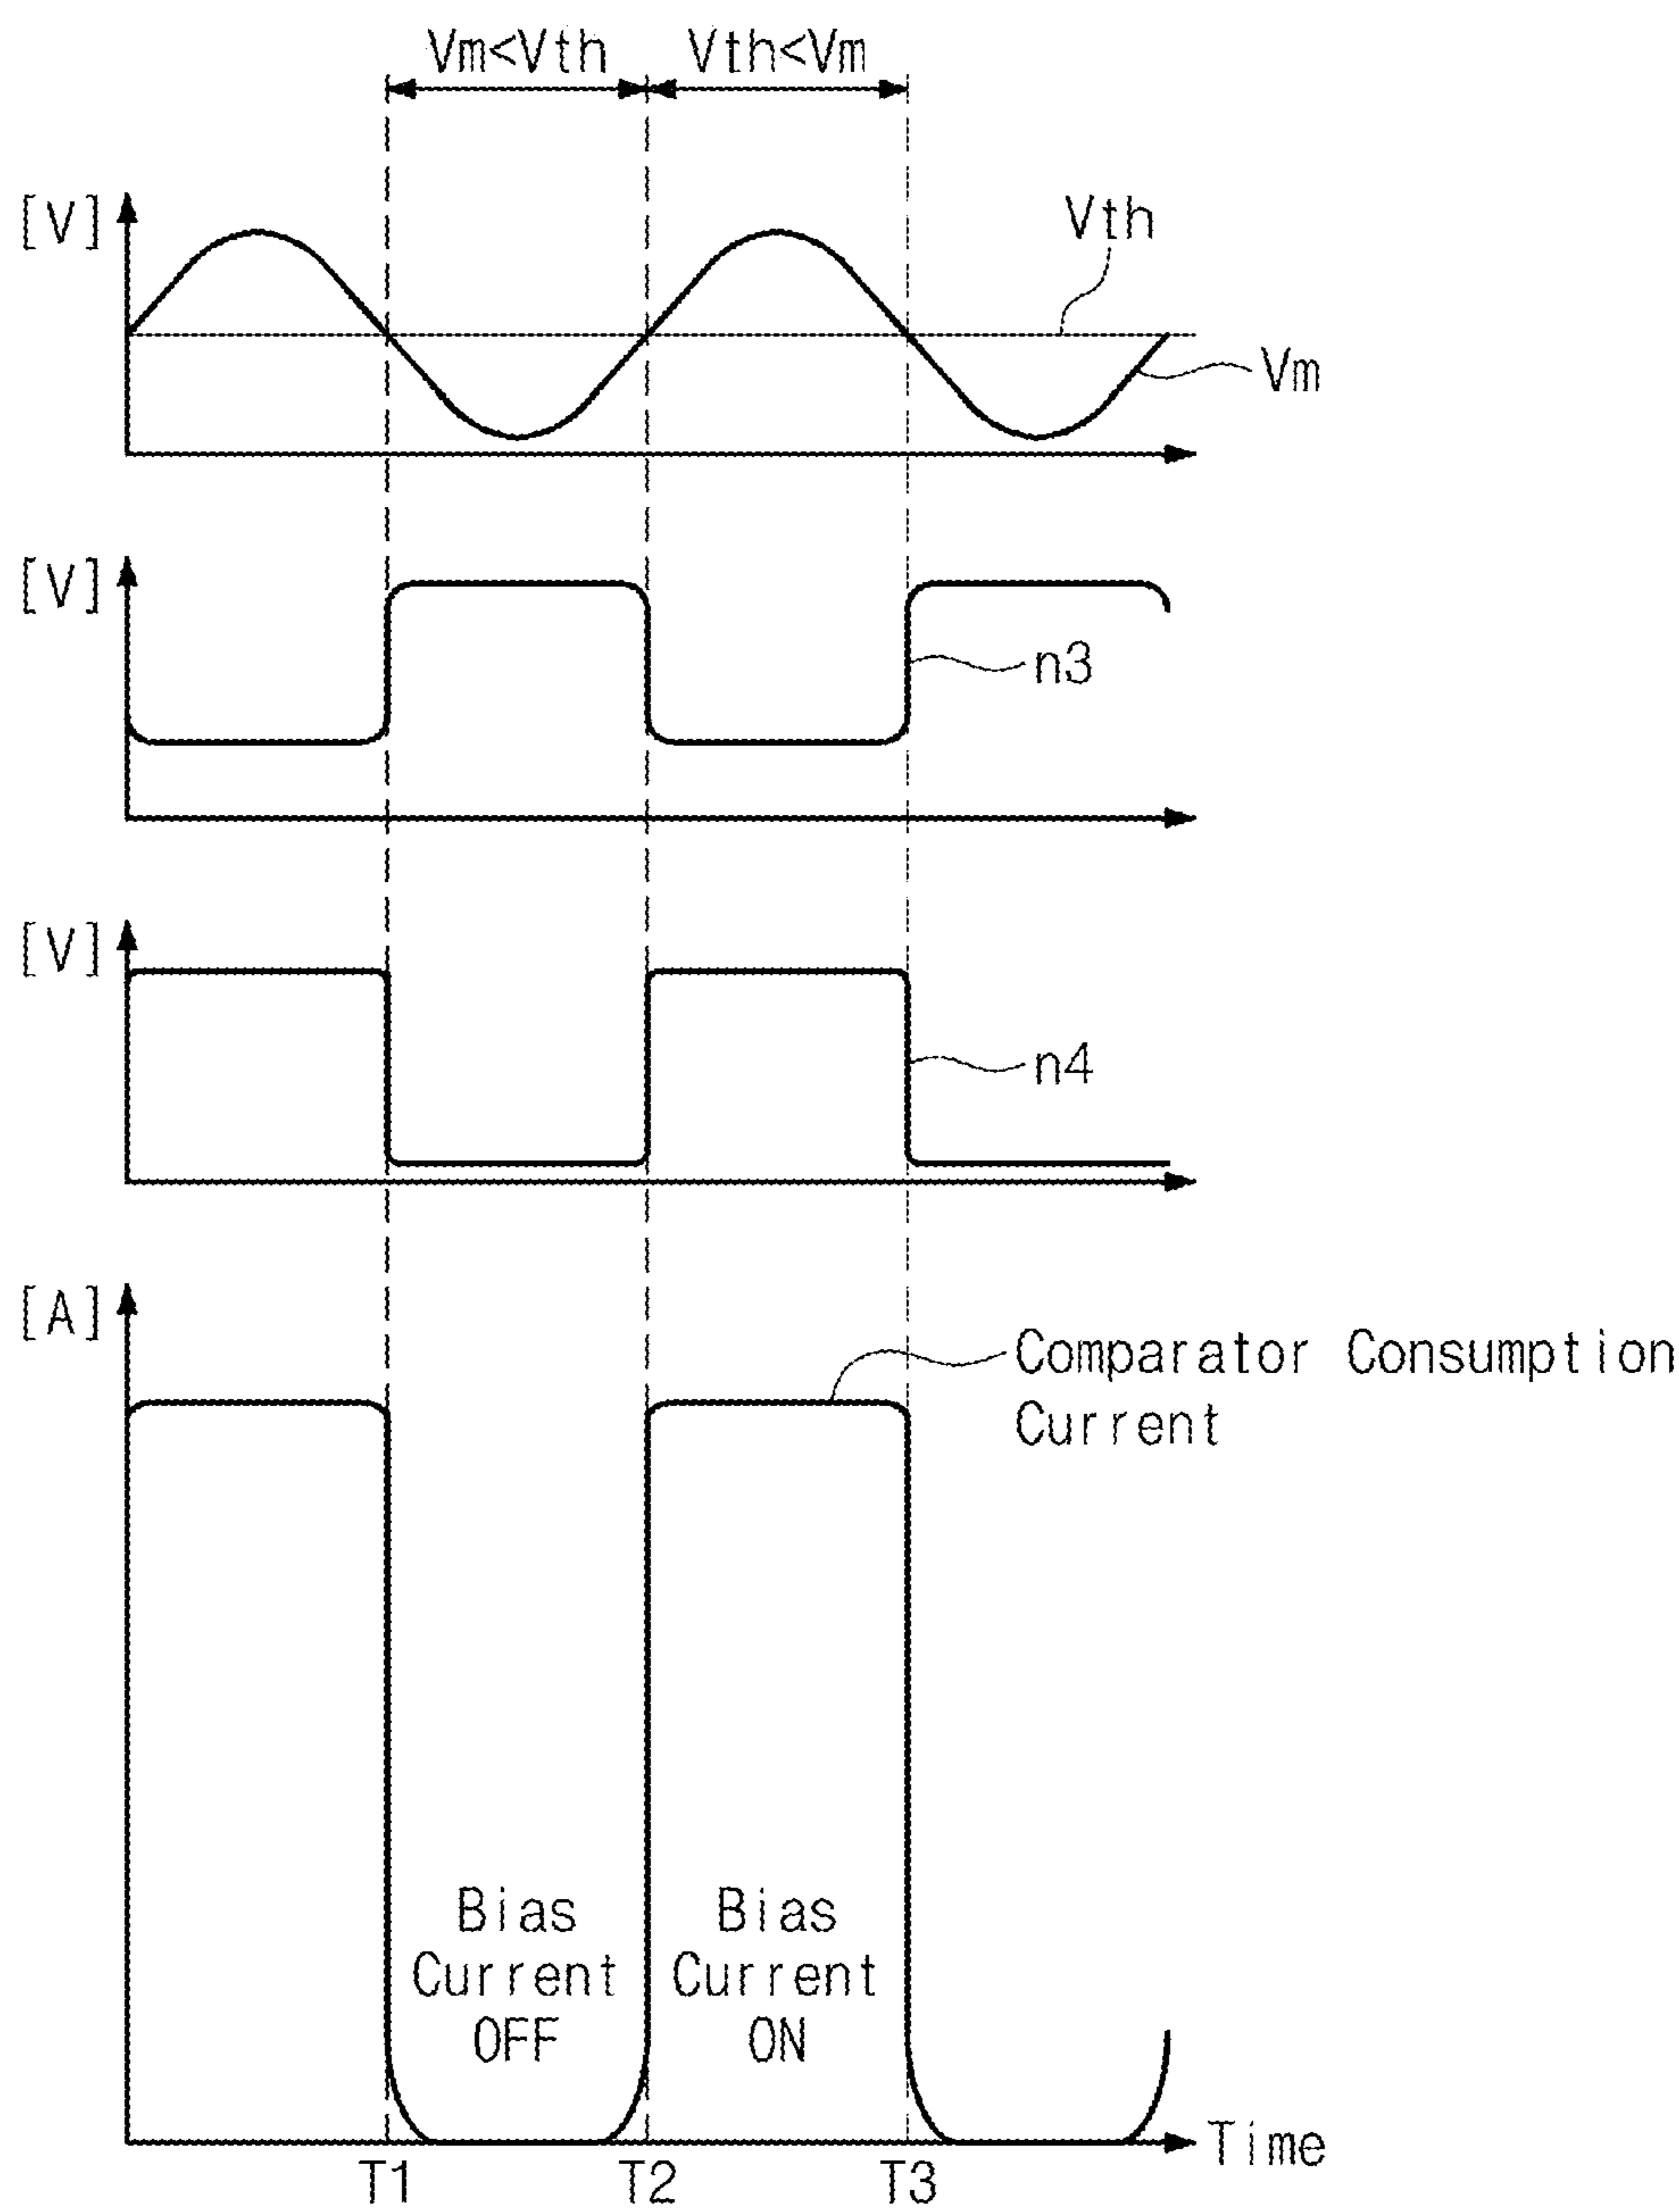 Vm<Vth Vth<Vm
[V]
Vth
Vm
[V]
n3
[V]
n4
[A]
Comparator Consumption
Current
Bias
Current
OFF
Bias
Current
ON
Time
T1 T2 T3